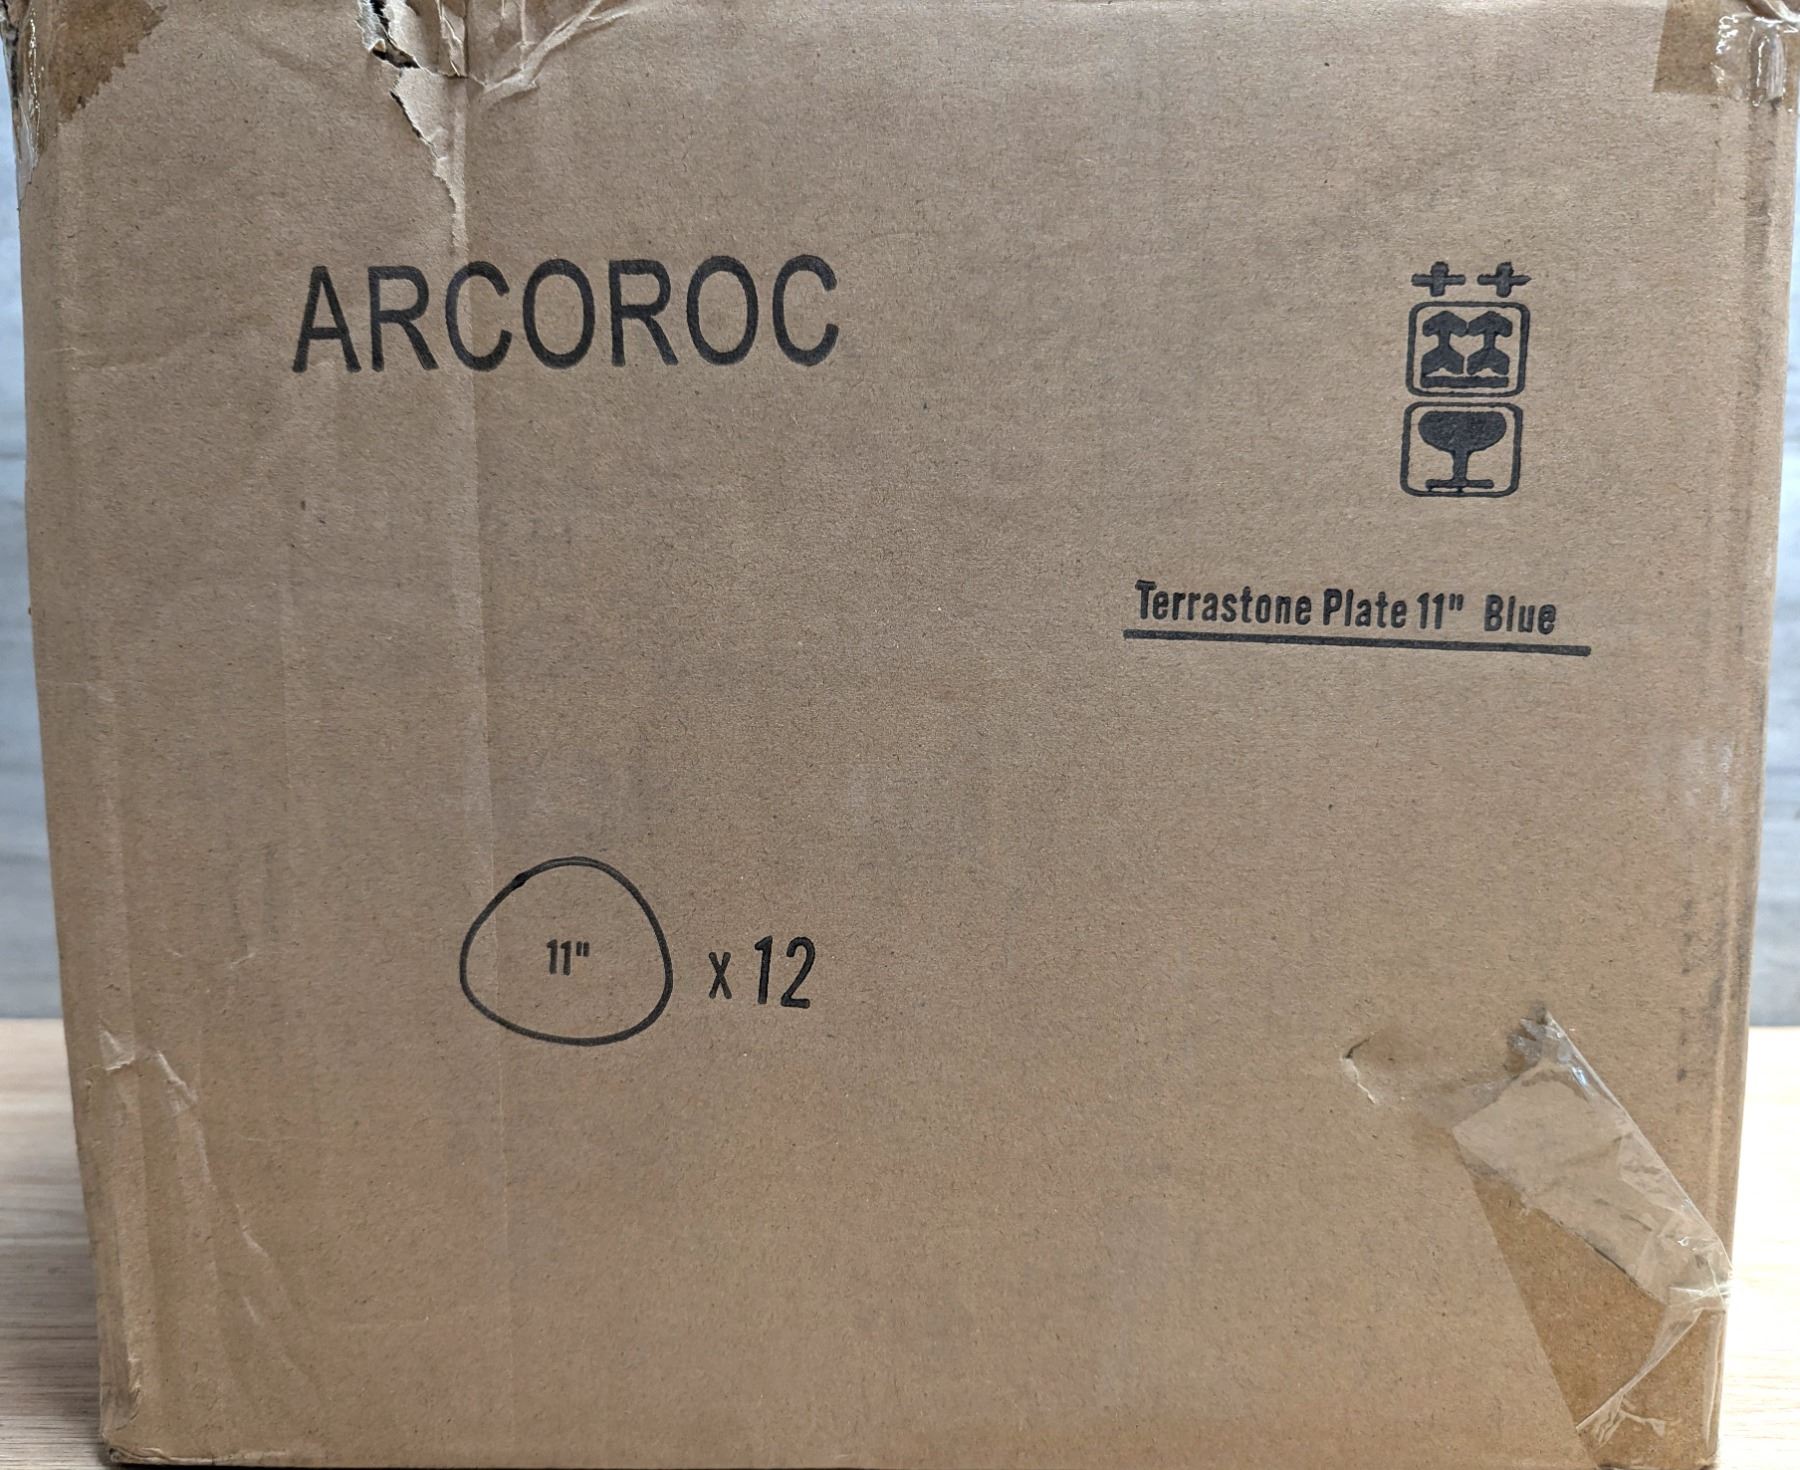 ARCOROC
Terrastone Plate 11" Blue
11"
x 12